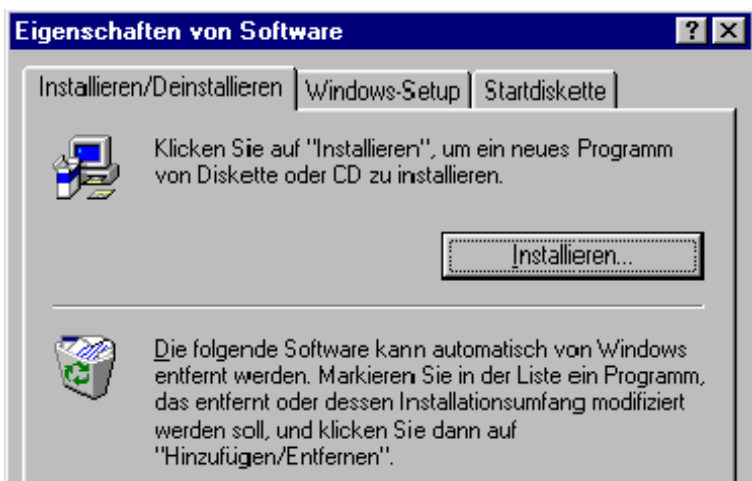 Eigenschaften von Software
Installieren/Deinstallieren Windows-Setup Startdiskette
Klicken Sie auf "Installieren", um ein neues Programm
von Diskette oder CD zu installieren.
Installieren...
Die folgende Software kann automatisch von Windows
entfernt werden. Markieren Sie in der Liste ein Programm,
das entfernt oder dessen Installationsumfang modifiziert
werden soll, und klicken Sie dann auf
"Hinzufügen/Entfernen".